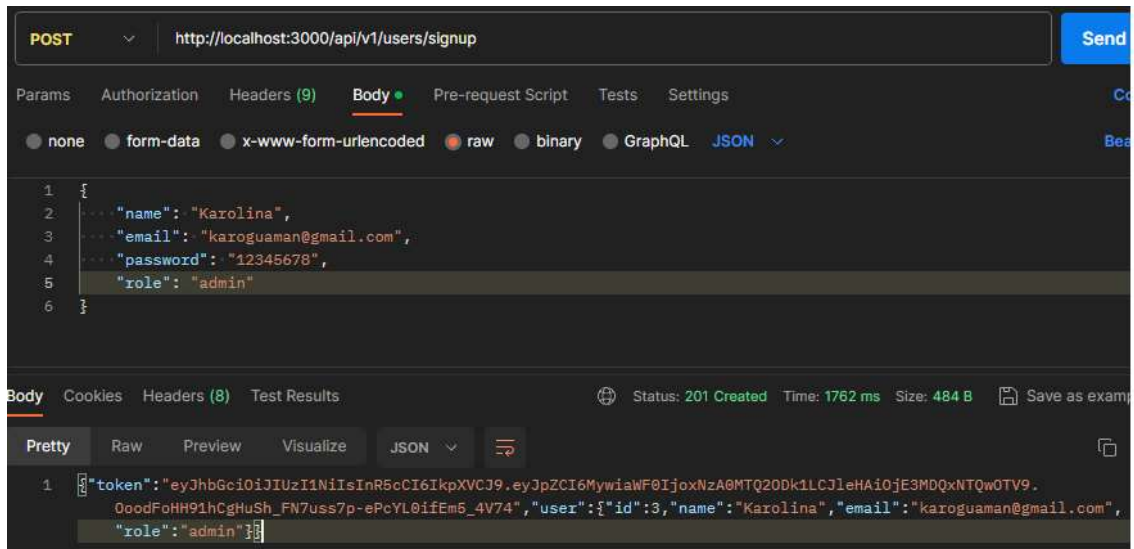 POST http://localhost:3000/api/v1/users/signup Send
Params Authorization Headers (9) Body Pre-request Script Tests Settings
none form-data x-www-form-urlencoded raw binary GraphQL JSON
1 {
2 "name": "Karolina",
3 "email": "karoguaman@gmail.com",
4 "password": "12345678",
5 "role": "admin"
6 }
Body Cookies Headers (8) Test Results Status: 201 Created Time: 1762 ms Size: 484 B Save as
Pretty Raw Preview Visualize JSON
1 {"token":"eyJhbGciOiJIUzI1NiIsInR5cCI6IkpXVCJ9.eyJpZCI6MywiaWF0IjoxNzA0MTQ2ODk1LCJleHAiOjE3MDQxNTQwOTV9.
OoodFoHH91hCgHuSh_FN7uss7p-ePcYL0ifEm5_4V74","user":{"id":3,"name":"Karolina","email":"karoguaman@gmail.com",
"role":"admin"}}